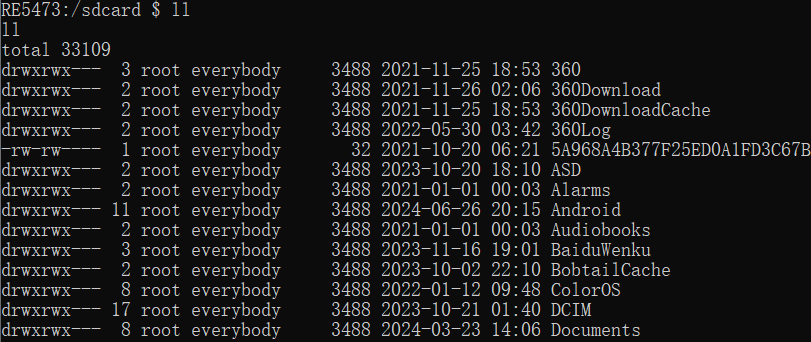 RE5473:/sdcard $ ll
ll
total 33109
drwxrwx--- 3 root everybody 3488 2021-11-25 18:53 360
drwxrwx--- 2 root everybody 3488 2021-11-26 02:06 360Download
drwxrwx--- 2 root everybody 3488 2021-11-25 18:53 360DownloadCache
drwxrwx--- 2 root everybody 3488 2022-05-30 03:42 360Log
-rw-rw---- 1 root everybody 32 2021-10-20 06:21 5A968A4B377F25ED0A1FD3C67B
drwxrwx--- 2 root everybody 3488 2023-10-20 18:10 ASD
drwxrwx--- 2 root everybody 3488 2021-01-01 00:03 Alarms
drwxrwx--- 11 root everybody 3488 2024-06-26 20:15 Android
drwxrwx--- 2 root everybody 3488 2021-01-01 00:03 Audiobooks
drwxrwx--- 3 root everybody 3488 2023-11-16 19:01 BaiduWenku
drwxrwx--- 2 root everybody 3488 2023-10-02 22:10 BobtailCache
drwxrwx--- 8 root everybody 3488 2022-01-12 09:48 ColorOS
drwxrwx--- 17 root everybody 3488 2023-10-21 01:40 DCIM
drwxrwx--- 8 root everybody 3488 2024-03-23 14:06 Documents